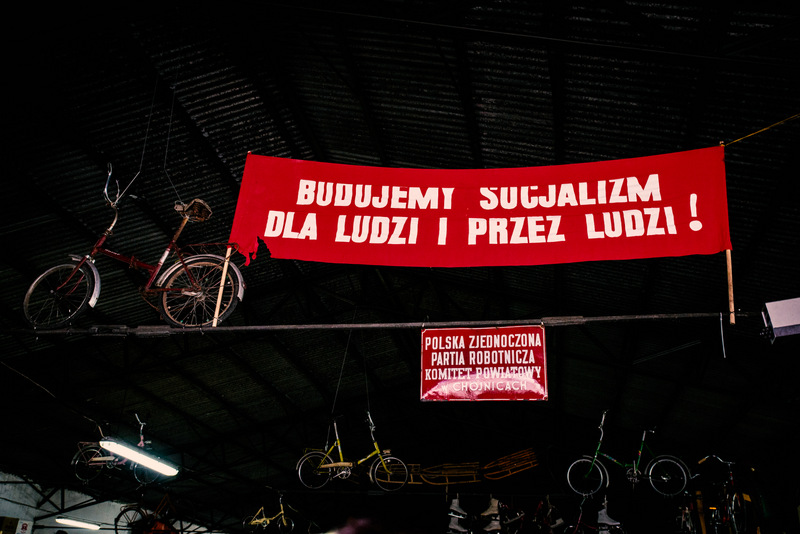 BUDUJEMY SOCJALIZM
DLA LUDZI I PRZEZ LUDZI!
POLSKA ZJEDNOCZONA
PARTIA ROBOTNICZA
KOMITET POWIATOWY
W CHOJNICACH